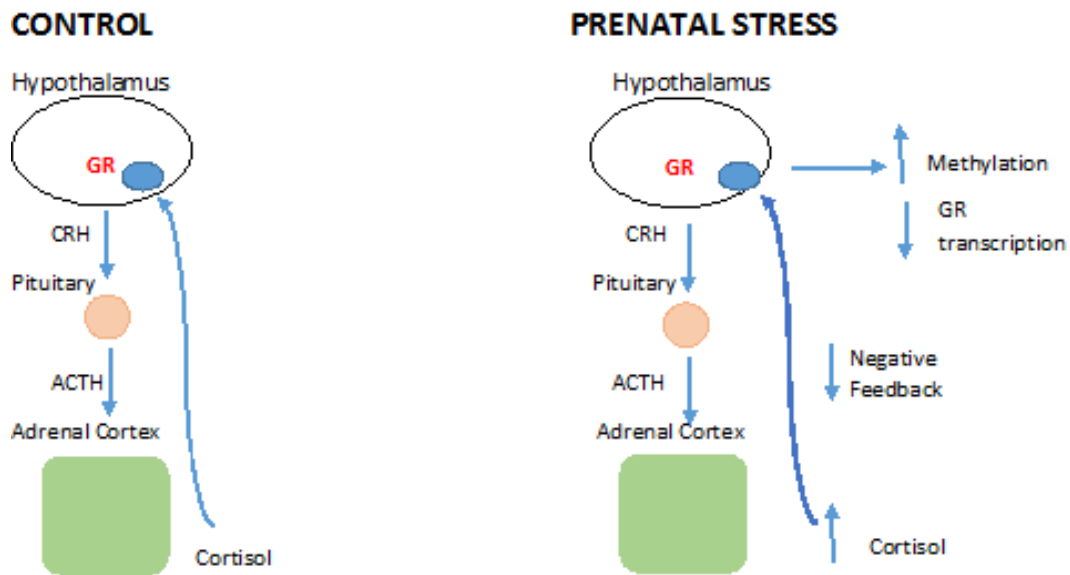 CONTROL
Hypothalamus
GR
CRH
Pituitary
ACTH
Adrenal Cortex
Cortisol
PRENATAL STRESS
Hypothalamus
GR
Methylation
GR
transcription
CRH
Pituitary
Negative
Feedback
ACTH
Adrenal Cortex
Cortisol